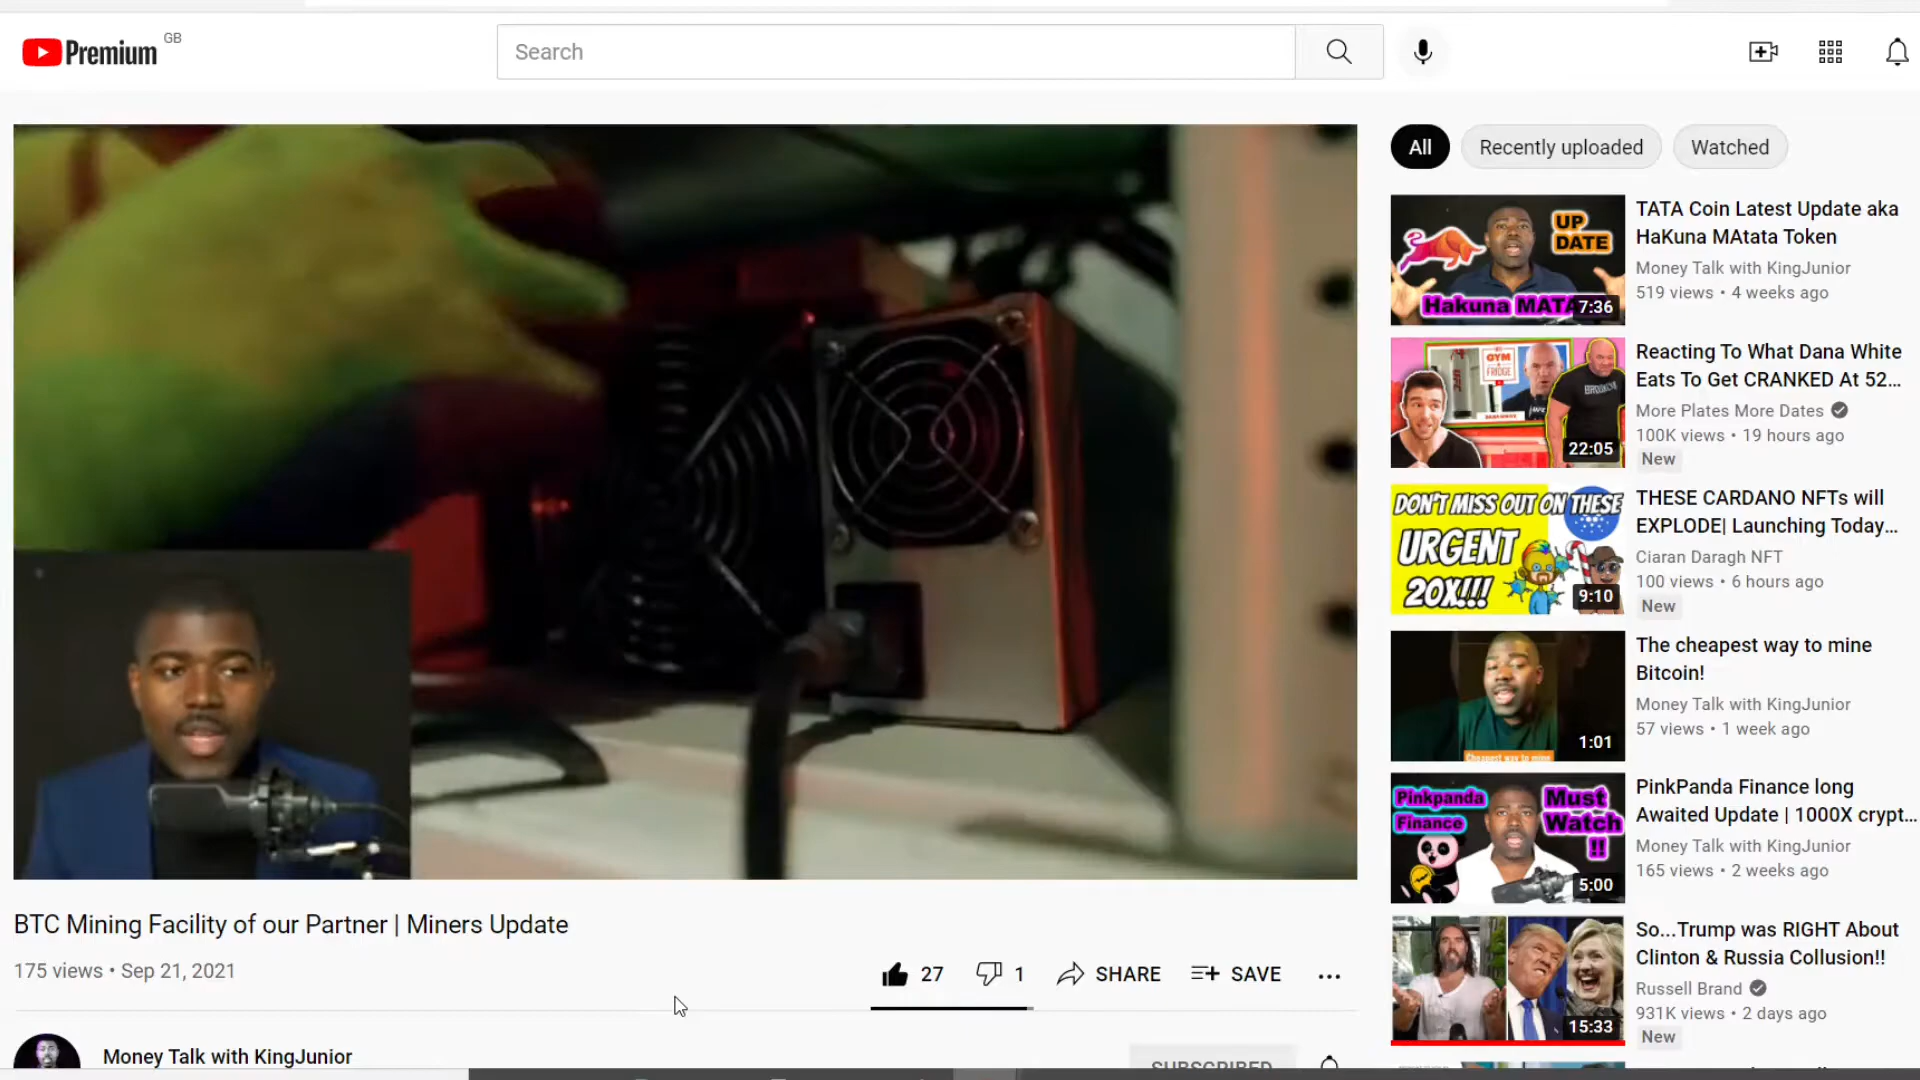 Premium
GB
Search
All
Recently uploaded
Watched
BTC Mining Facility of our Partner | Miners Update
175 views • Sep 21, 2021
27
1
SHARE
SAVE
Money Talk with KingJunior
SUBSCRIBED
UP
DATE
Hakuna MAT
7:36
TATA Coin Latest Update aka
HaKuna MAtata Token
Money Talk with KingJunior
519 views • 4 weeks ago
GYM
FRIDGE
22:05
Reacting To What Dana White
Eats To Get CRANKED At 52...
More Plates More Dates
100K views • 19 hours ago
New
DON'T MISS OUT ON THESE
URGENT
20X!!!
9:10
THESE CARDANO NFTs will
EXPLODE| Launching Today...
Ciaran Daragh NFT
100 views • 6 hours ago
New
Cheapest way to mine
1:01
The cheapest way to mine
Bitcoin!
Money Talk with KingJunior
57 views • 1 week ago
Pinkpanda
Finance
Must
Watch
!!
5:00
PinkPanda Finance long
Awaited Update | 1000X crypt...
Money Talk with KingJunior
165 views • 2 weeks ago
15:33
So...Trump was RIGHT About
Clinton & Russia Collusion!!
Russell Brand
931K views • 2 days ago
New